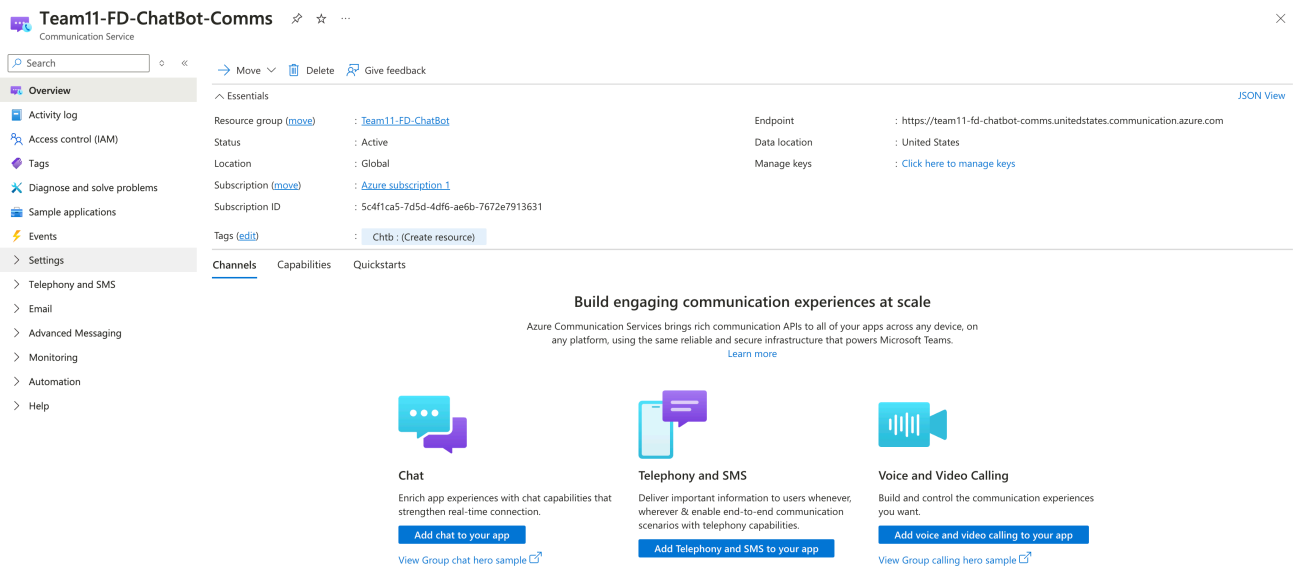 Team11-FD-ChatBot-Comms
Communication Service
Search
Overview
Activity log
Access control (IAM)
Tags
Diagnose and solve problems
Sample applications
Events
Settings
Telephony and SMS
Email
Advanced Messaging
Monitoring
Automation
Help
Move
Delete
Give feedback
Essentials
JSON View
Resource group (move) : Team11-FD-ChatBot
Status : Active
Location : Global
Subscription (move) : Azure subscription 1
Subscription ID : 5c4f1ca5-7d5d-4df6-ae6b-7672e7913631
Tags (edit) : Chtb : (Create resource)
Endpoint : https://team11-fd-chatbot-comms.unitedstates.communication.azure.com
Data location : United States
Manage keys : Click here to manage keys
Channels
Capabilities
Quickstarts
Build engaging communication experiences at scale
Azure Communication Services brings rich communication APIs to all of your apps across any device, on
any platform, using the same reliable and secure infrastructure that powers Microsoft Teams.
Learn more
Chat
Enrich app experiences with chat capabilities that
strengthen real-time connection.
Add chat to your app
View Group chat hero sample
Telephony and SMS
Deliver important information to users whenever,
wherever & enable end-to-end communication
scenarios with telephony capabilities.
Add Telephony and SMS to your app
Voice and Video Calling
Build and control the communication experiences
you want.
Add voice and video calling to your app
View Group calling hero sample